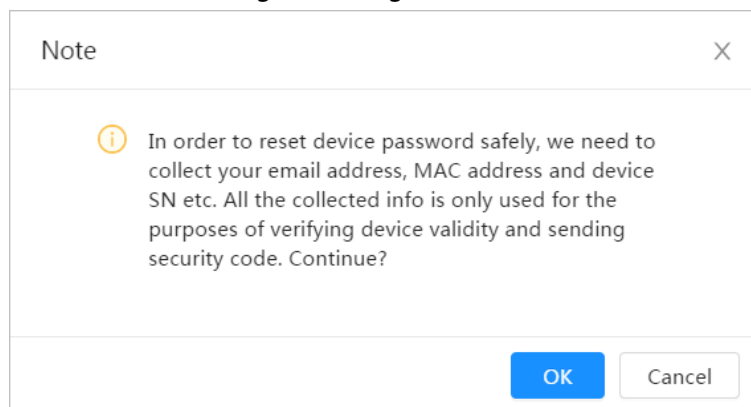 Note
In order to reset device password safely, we need to
collect your email address, MAC address and device
SN etc. All the collected info is only used for the
purposes of verifying device validity and sending
security code. Continue?
OK
Cancel